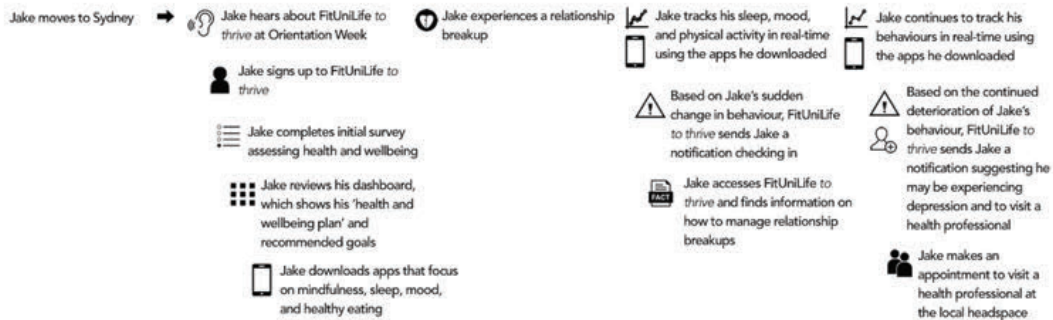 Jake moves to Sydney
Jake hears about FitUniLife to
thrive at Orientation Week
Jake signs up to FitUniLife to
thrive
Jake completes initial survey
assessing health and wellbeing
Jake reviews his dashboard,
which shows his ‘health and
wellbeing plan’ and
recommended goals
Jake downloads apps that focus
on mindfulness, sleep, mood,
and healthy eating
Jake experiences a relationship
breakup
Jake tracks his sleep, mood,
and physical activity in real-time
using the apps he downloaded
Based on Jake’s sudden
change in behaviour, FitUniLife
to thrive sends Jake a
notification checking in
FACT
Jake accesses FitUniLife to
thrive and finds information on
how to manage relationship
breakups
Jake continues to track his
behaviours in real-time using
the apps he downloaded
Based on the continued
deterioration of Jake’s
behaviour, FitUniLife to
thrive sends Jake a
notification suggesting he
may be experiencing
depression and to visit a
health professional
Jake makes an
appointment to visit a
health professional at
the local headspace